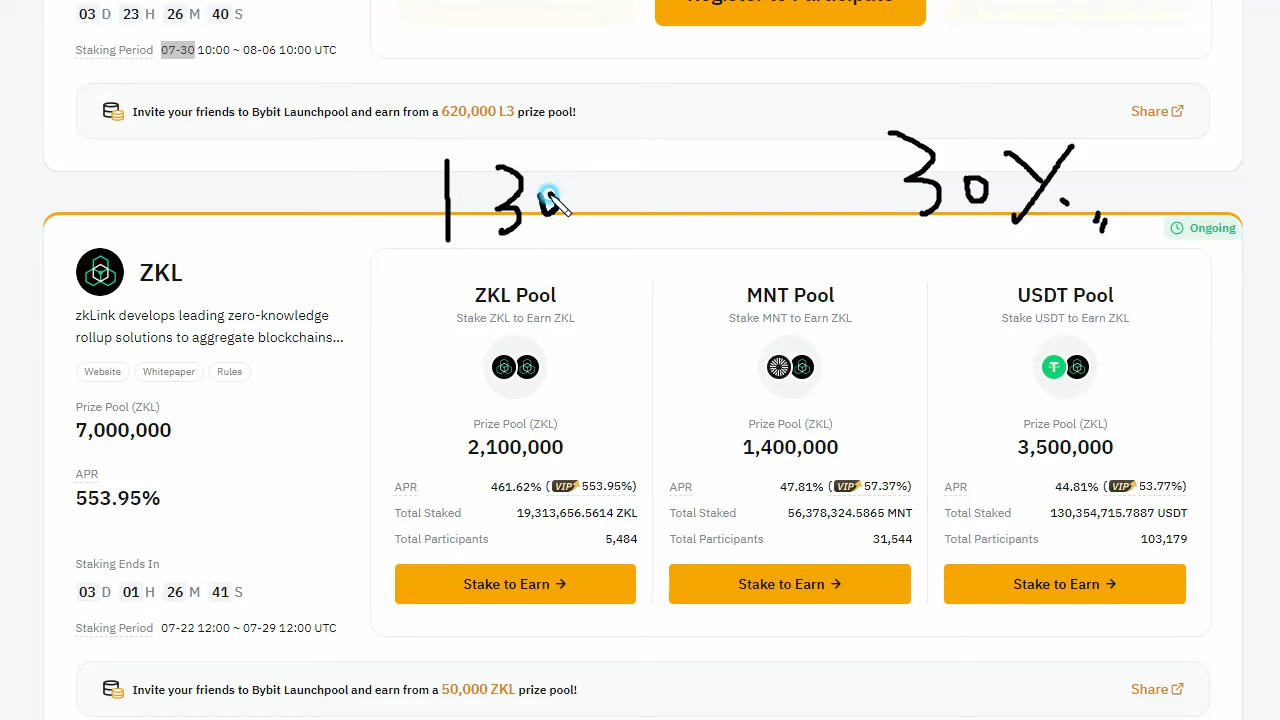 Register to Participate
03 D 23 H 26 M 40 S
Staking Period 07-30 10:00 ~ 08-06 10:00 UTC
Invite your friends to Bybit Launchpool and earn from a 620,000 L3 prize pool!
Share
130
30%
Ongoing
ZKL
zkLink develops leading zero-knowledge
rollup solutions to aggregate blockchains...
Website Whitepaper Rules
Prize Pool (ZKL)
7,000,000
APR
553.95%
Staking Ends In
03 D 01 H 26 M 41 S
Staking Period 07-22 12:00 ~ 07-29 12:00 UTC
ZKL Pool
Stake ZKL to Earn ZKL
Prize Pool (ZKL)
2,100,000
APR 461.62% (VIP 553.95%)
Total Staked 19,313,656.5614 ZKL
Total Participants 5,484
Stake to Earn →
MNT Pool
Stake MNT to Earn ZKL
Prize Pool (ZKL)
1,400,000
APR 47.81% (VIP 57.37%)
Total Staked 56,378,324.5865 MNT
Total Participants 31,544
Stake to Earn →
USDT Pool
Stake USDT to Earn ZKL
Prize Pool (ZKL)
3,500,000
APR 44.81% (VIP 53.77%)
Total Staked 130,354,715.7887 USDT
Total Participants 103,179
Stake to Earn →
Invite your friends to Bybit Launchpool and earn from a 50,000 ZKL prize pool!
Share